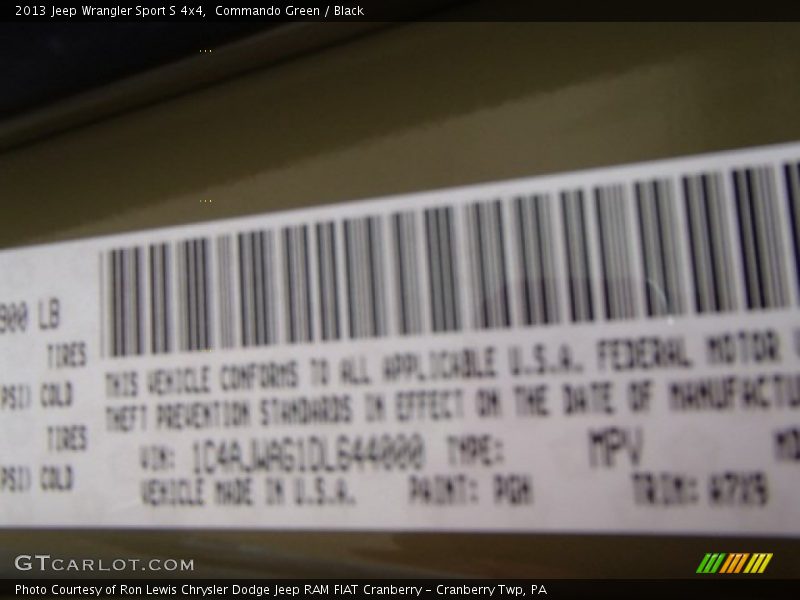 2013 Jeep Wrangler Sport S 4x4,  Commando Green / Black
900 LB
TIRES
PSI) COLD
TIRES
PSI) COLD
THIS VEHICLE CONFORMS TO ALL APPLICABLE U.S.A. FEDERAL MOTOR
THEFT PREVENTION STANDARDS IN EFFECT ON THE DATE OF MANUFACTU
VIN: 1C4AJWAG1DL644000 TYPE: MPV
VEHICLE MADE IN U.S.A. PAINT: PGM TRIM:
GTCARLOT.COM
Photo Courtesy of Ron Lewis Chrysler Dodge Jeep RAM FIAT Cranberry - Cranberry Twp, PA